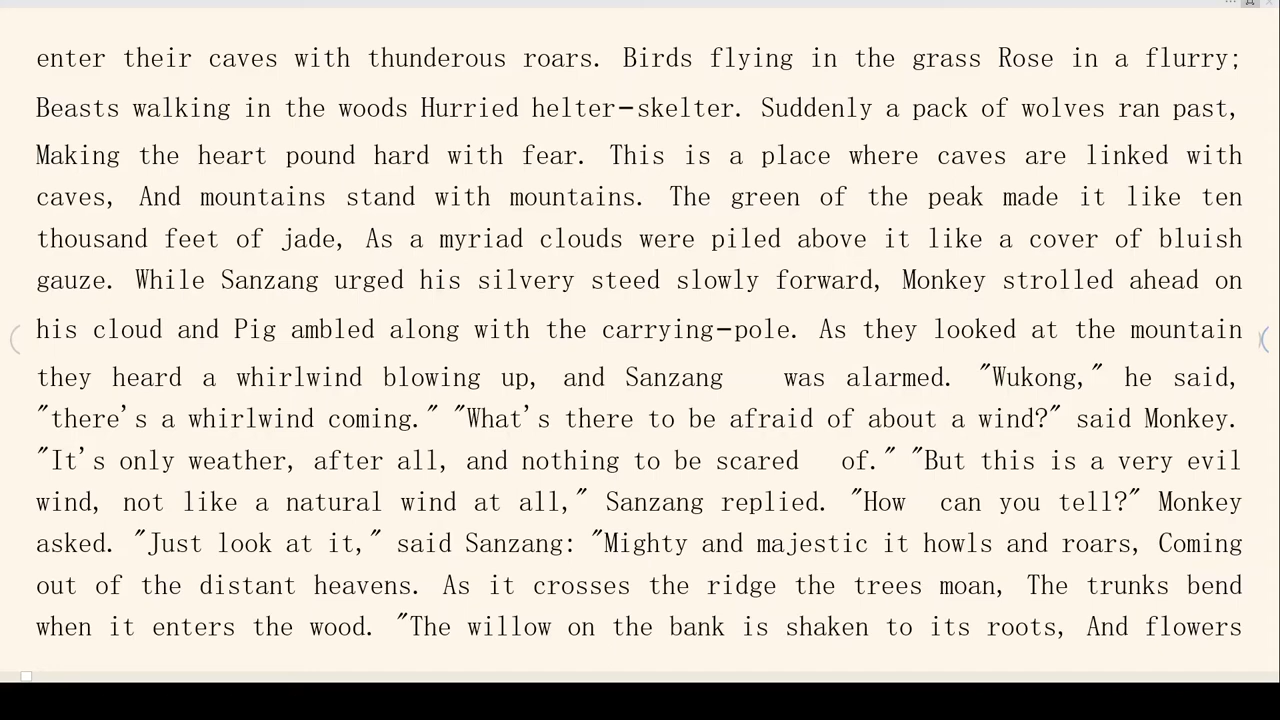 enter their caves with thunderous roars. Birds flying in the grass Rose in a flurry;
Beasts walking in the woods Hurried helter-skelter. Suddenly a pack of wolves ran past,
Making the heart pound hard with fear. This is a place where caves are linked with
caves, And mountains stand with mountains. The green of the peak made it like ten
thousand feet of jade, As a myriad clouds were piled above it like a cover of bluish
gauze. While Sanzang urged his silvery steed slowly forward, Monkey strolled ahead on
his cloud and Pig ambled along with the carrying-pole. As they looked at the mountain
they heard a whirlwind blowing up, and Sanzang was alarmed. "Wukong," he said,
"there's a whirlwind coming." "What's there to be afraid of about a wind?" said Monkey.
"It's only weather, after all, and nothing to be scared of." "But this is a very evil
wind, not like a natural wind at all," Sanzang replied. "How can you tell?" Monkey
asked. "Just look at it," said Sanzang: "Mighty and majestic it howls and roars, Coming
out of the distant heavens. As it crosses the ridge the trees moan, The trunks bend
when it enters the wood. "The willow on the bank is shaken to its roots, And flowers